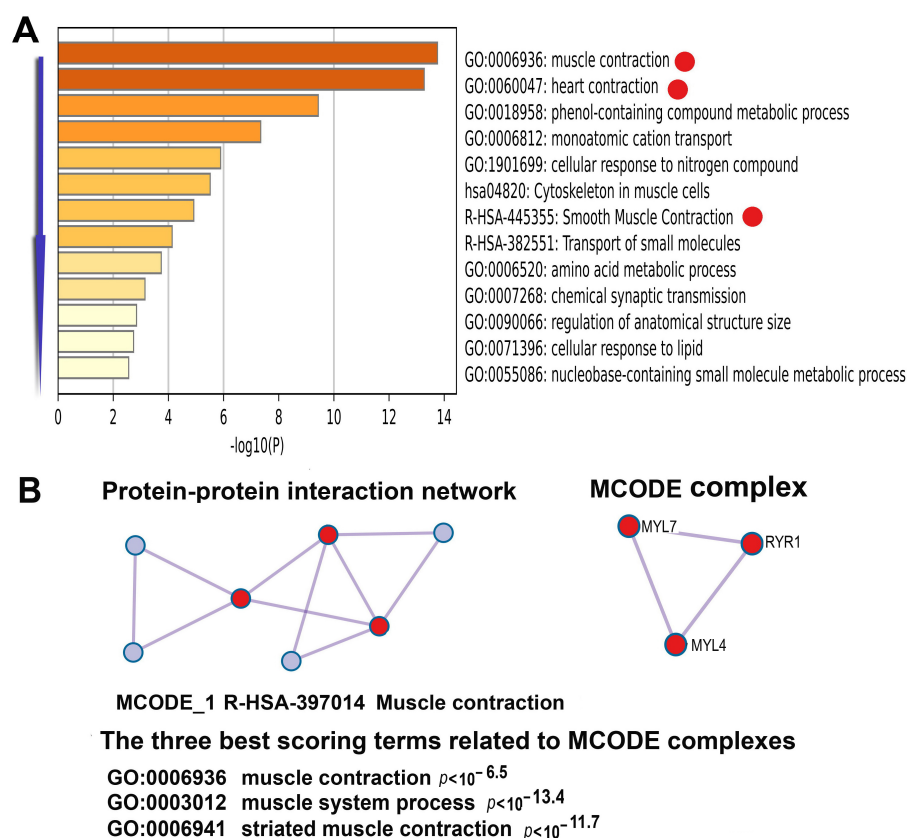 A
GO:0006936: muscle contraction
GO:0060047: heart contraction
GO:0018958: phenol-containing compound metabolic process
GO:0006812: monoatomic cation transport
GO:1901699: cellular response to nitrogen compound
hsa04820: Cytoskeleton in muscle cells
R-HSA-445355: Smooth Muscle Contraction
R-HSA-382551: Transport of small molecules
GO:0006520: amino acid metabolic process
GO:0007268: chemical synaptic transmission
GO:0090066: regulation of anatomical structure size
GO:0071396: cellular response to lipid
GO:0055086: nucleobase-containing small molecule metabolic process
0 2 4 6 8 10 12 14
-log10(P)
B
Protein-protein interaction network
MCODE complex
MYL7
RYR1
MYL4
MCODE_1 R-HSA-397014 Muscle contraction
The three best scoring terms related to MCODE complexes
GO:0006936 muscle contraction p<10⁻⁶·⁵
GO:0003012 muscle system process p<10⁻¹³·⁴
GO:0006941 striated muscle contraction p<10⁻¹¹·⁷